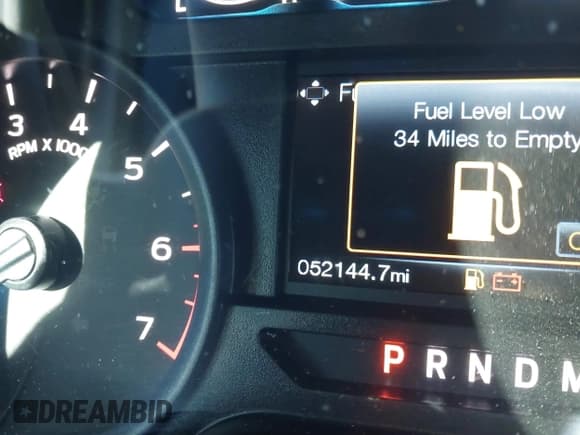 E
Fuel Level Low
34 Miles to Empty
3 4 5 6 7
RPM X 1000
052144.7mi
P R N D M
DREAMBID